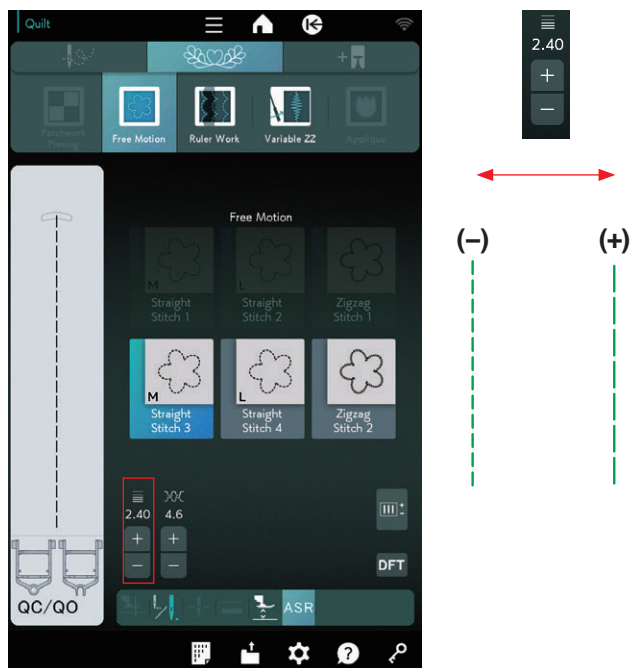 Quilt
Patchwork
Piecing
Free Motion
Ruler Work
Variable ZZ
Applique
Free Motion
M
Straight
Stitch 1
L
Straight
Stitch 2
Zigzag
Stitch 1
M
Straight
Stitch 3
L
Straight
Stitch 4
Zigzag
Stitch 2
2.40
4.6
+
+
−
−
DFT
QC/QO
ASR
?
2.40
+
−
(−)
(+)